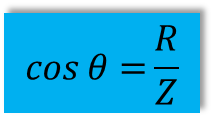 cos θ = R/Z